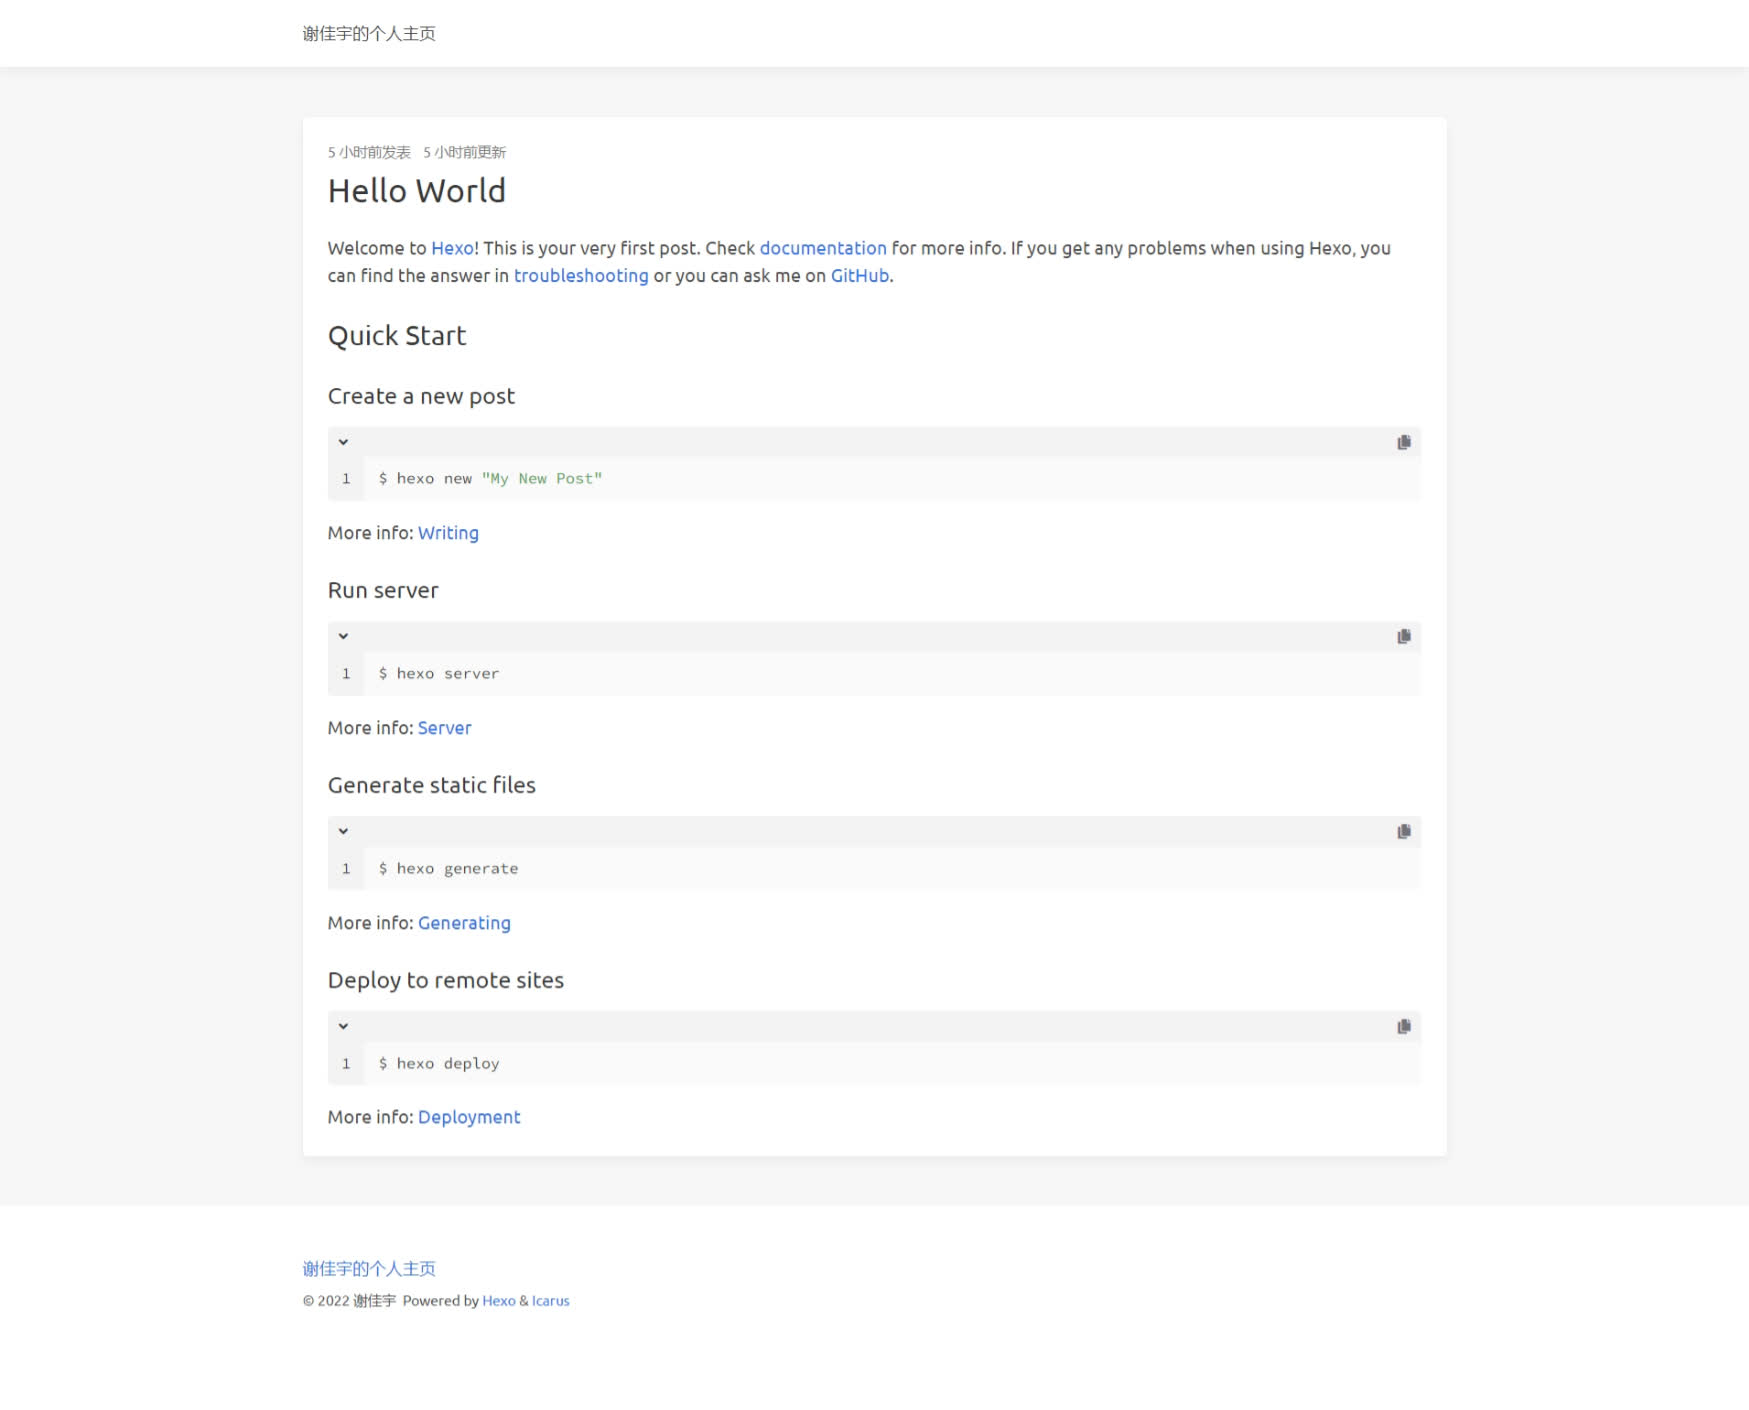 谢佳宇的个人主页
5 小时前发表 5 小时前更新
Hello World
Welcome to Hexo! This is your very first post. Check documentation for more info. If you get any problems when using Hexo, you
can find the answer in troubleshooting or you can ask me on GitHub.
Quick Start
Create a new post
1 $ hexo new "My New Post"
More info: Writing
Run server
1 $ hexo server
More info: Server
Generate static files
1 $ hexo generate
More info: Generating
Deploy to remote sites
1 $ hexo deploy
More info: Deployment
谢佳宇的个人主页
© 2022 谢佳宇 Powered by Hexo & Icarus